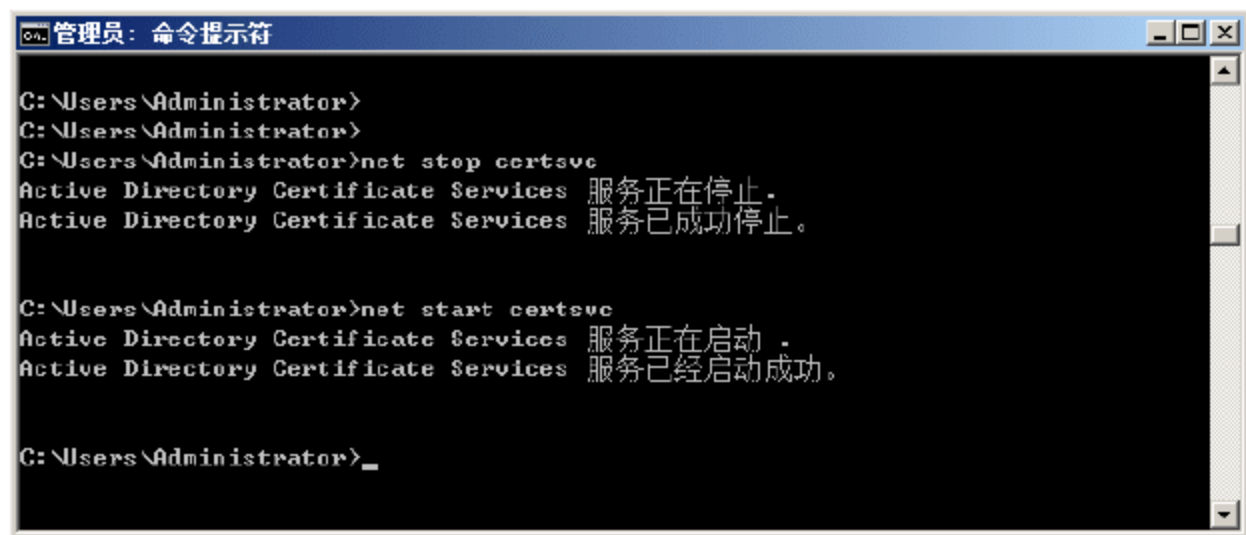 管理员: 命令提示符
C:\Users\Administrator>
C:\Users\Administrator>
C:\Users\Administrator>net stop certsvc
Active Directory Certificate Services 服务正在停止.
Active Directory Certificate Services 服务已成功停止。
C:\Users\Administrator>net start certsvc
Active Directory Certificate Services 服务正在启动 .
Active Directory Certificate Services 服务已经启动成功。
C:\Users\Administrator>_